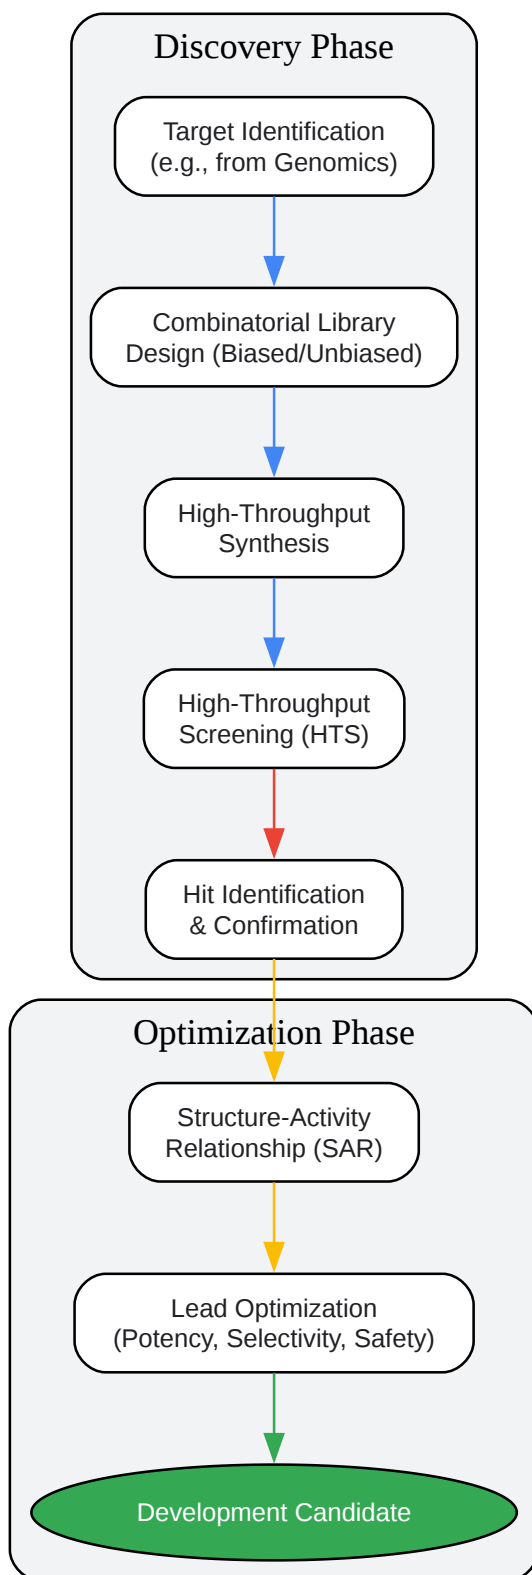 Discovery Phase
Target Identification
(e.g., from Genomics)
Combinatorial Library
Design (Biased/Unbiased)
High-Throughput
Synthesis
High-Throughput
Screening (HTS)
Hit Identification
& Confirmation
Optimization Phase
Structure-Activity
Relationship (SAR)
Lead Optimization
(Potency, Selectivity, Safety)
Development Candidate